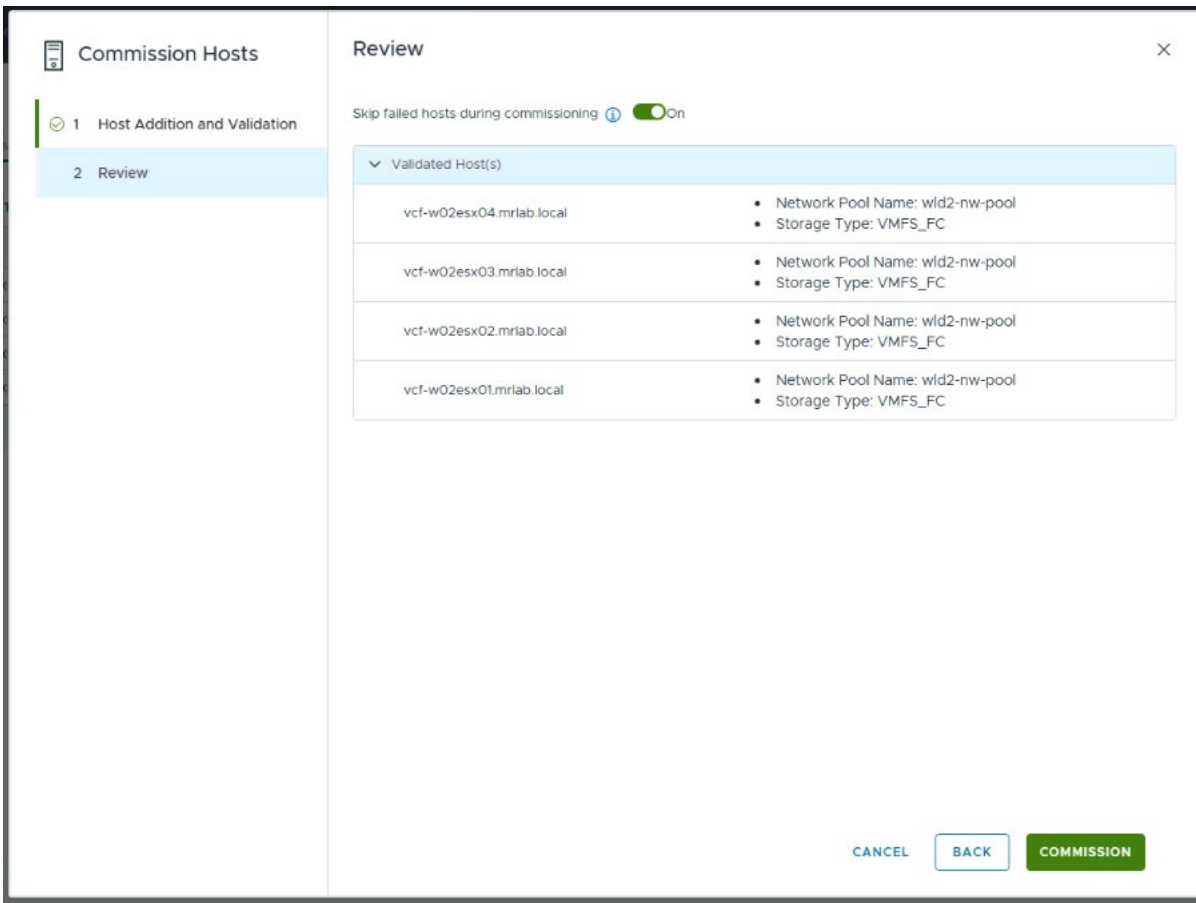 Commission Hosts
1 Host Addition and Validation
2 Review
Review
Skip failed hosts during commissioning On
Validated Host(s)
vcf-w02esx04.mrlab.local
• Network Pool Name: wld2-nw-pool
• Storage Type: VMFS_FC
vcf-w02esx03.mrlab.local
• Network Pool Name: wld2-nw-pool
• Storage Type: VMFS_FC
vcf-w02esx02.mrlab.local
• Network Pool Name: wld2-nw-pool
• Storage Type: VMFS_FC
vcf-w02esx01.mrlab.local
• Network Pool Name: wld2-nw-pool
• Storage Type: VMFS_FC
CANCEL
BACK
COMMISSION